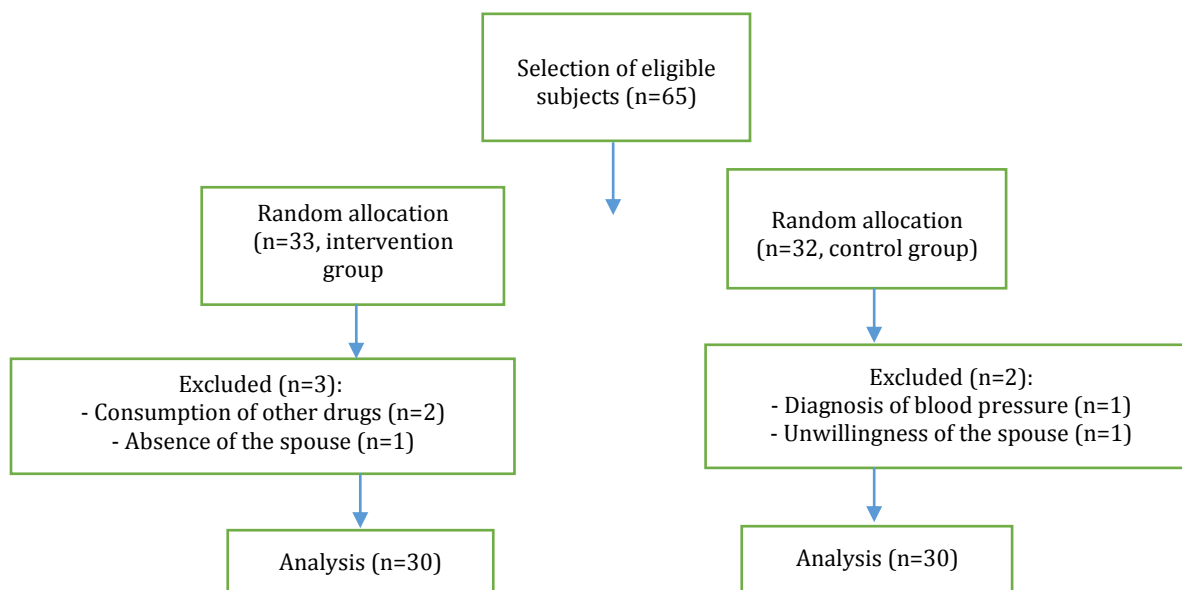 Selection of eligible
subjects (n=65)
Random allocation
(n=33, intervention
group
Random allocation
(n=32, control group)
Excluded (n=3):
- Consumption of other drugs (n=2)
- Absence of the spouse (n=1)
Excluded (n=2):
- Diagnosis of blood pressure (n=1)
- Unwillingness of the spouse (n=1)
Analysis (n=30)
Analysis (n=30)